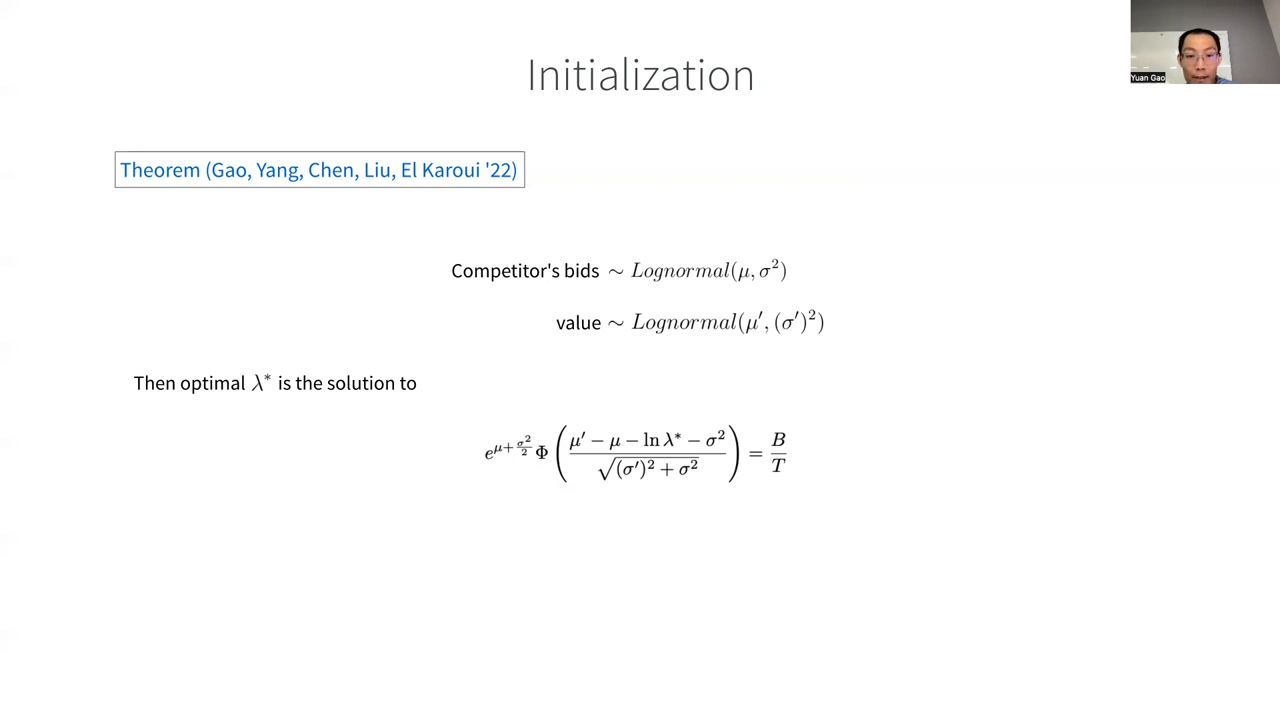 Initialization
Yuan Gao
Theorem (Gao, Yang, Chen, Liu, El Karoui '22)
Competitor's bids ∼ Lognormal(μ, σ²)
value ∼ Lognormal(μ′, (σ′)²)
Then optimal λ* is the solution to
e^{μ+σ²/2} Φ((μ′ − μ − ln λ* − σ²) / √((σ′)² + σ²)) = B/T